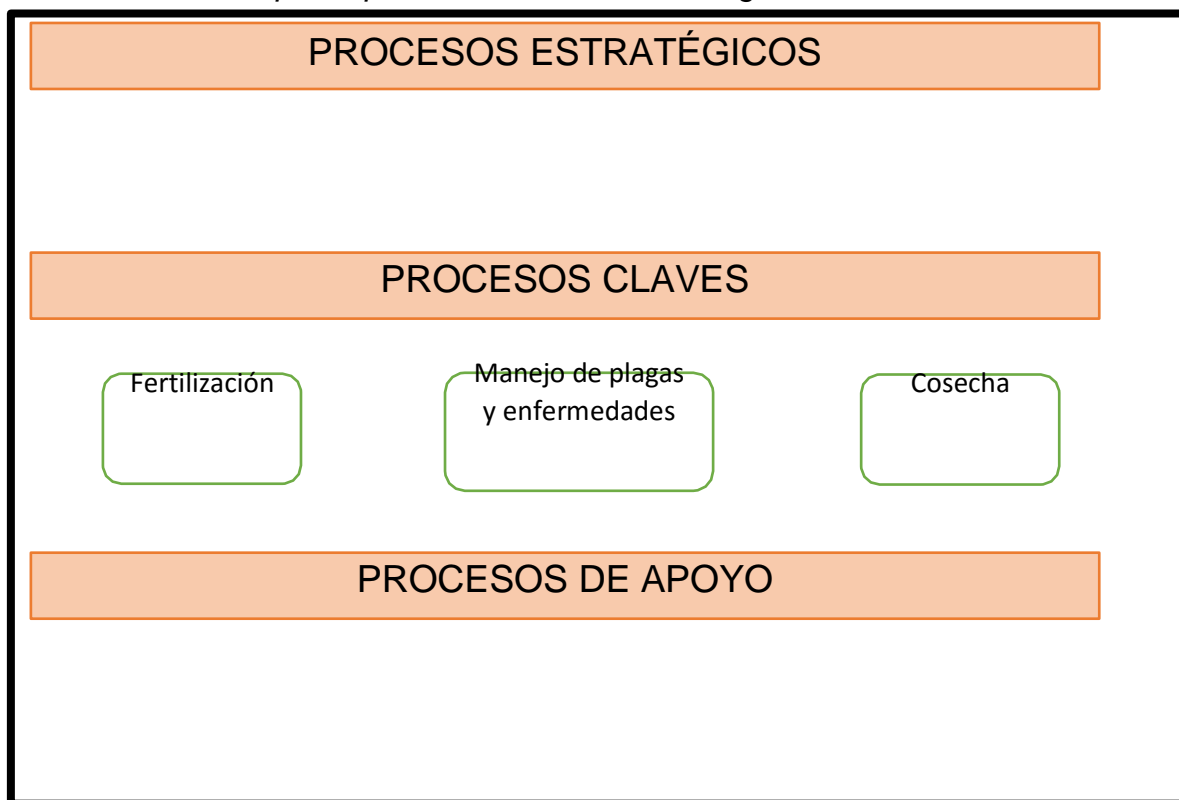 PROCESOS ESTRATÉGICOS
PROCESOS CLAVES
Fertilización
Manejo de plagas
y enfermedades
Cosecha
PROCESOS DE APOYO